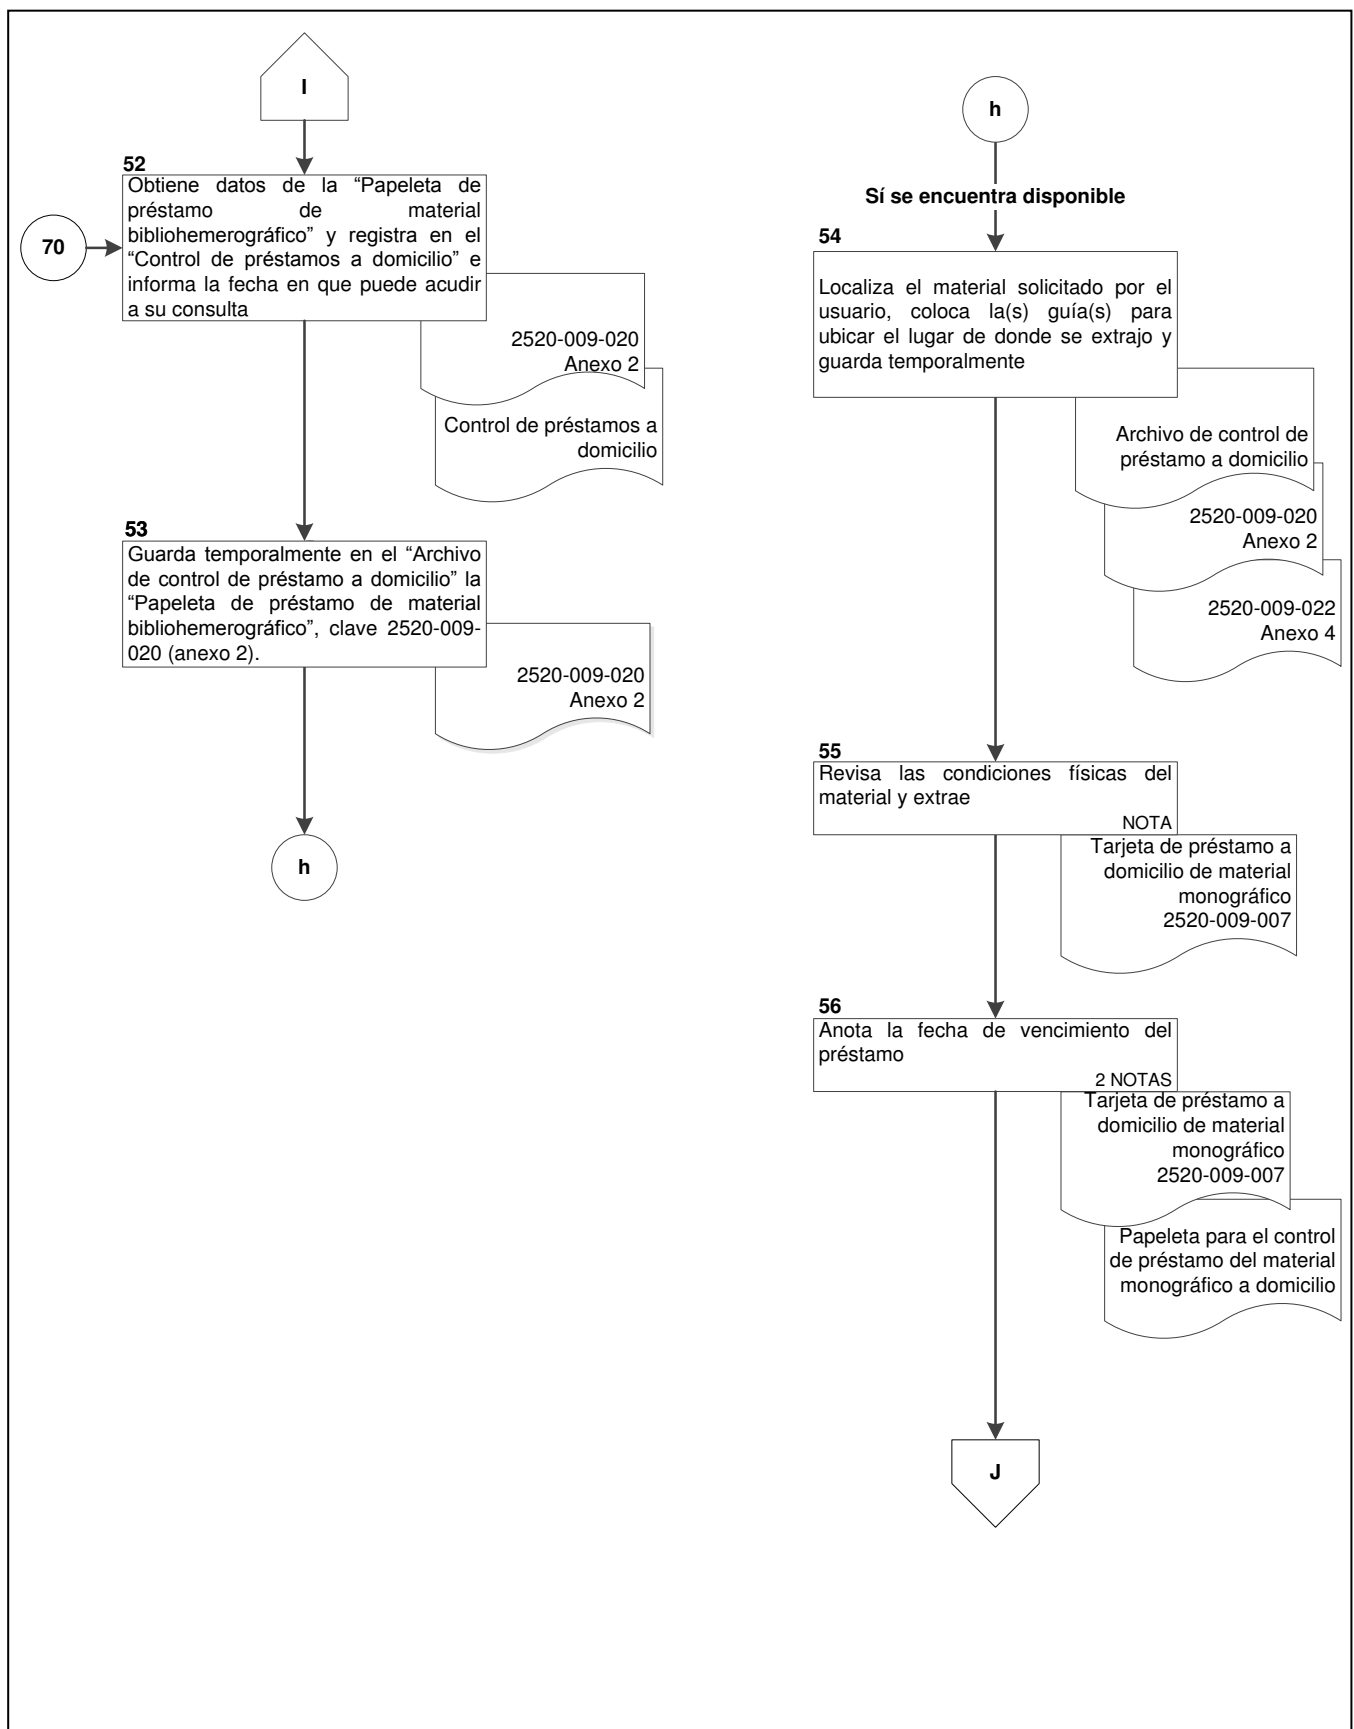 I
52
Obtiene datos de la “Papeleta de
préstamo de material
bibliohemerográfico” y registra en el
“Control de préstamos a domicilio” e
informa la fecha en que puede acudir
a su consulta
70
2520-009-020
Anexo 2
Control de préstamos a
domicilio
53
Guarda temporalmente en el “Archivo
de control de préstamo a domicilio” la
“Papeleta de préstamo de material
bibliohemerográfico”, clave 2520-009-
020 (anexo 2).
2520-009-020
Anexo 2
h
h
Sí se encuentra disponible
54
Localiza el material solicitado por el
usuario, coloca la(s) guía(s) para
ubicar el lugar de donde se extrajo y
guarda temporalmente
Archivo de control de
préstamo a domicilio
2520-009-020
Anexo 2
2520-009-022
Anexo 4
55
Revisa las condiciones físicas del
material y extrae
NOTA
Tarjeta de préstamo a
domicilio de material
monográfico
2520-009-007
56
Anota la fecha de vencimiento del
préstamo
2 NOTAS
Tarjeta de préstamo a
domicilio de material
monográfico
2520-009-007
Papeleta para el control
de préstamo del material
monográfico a domicilio
J